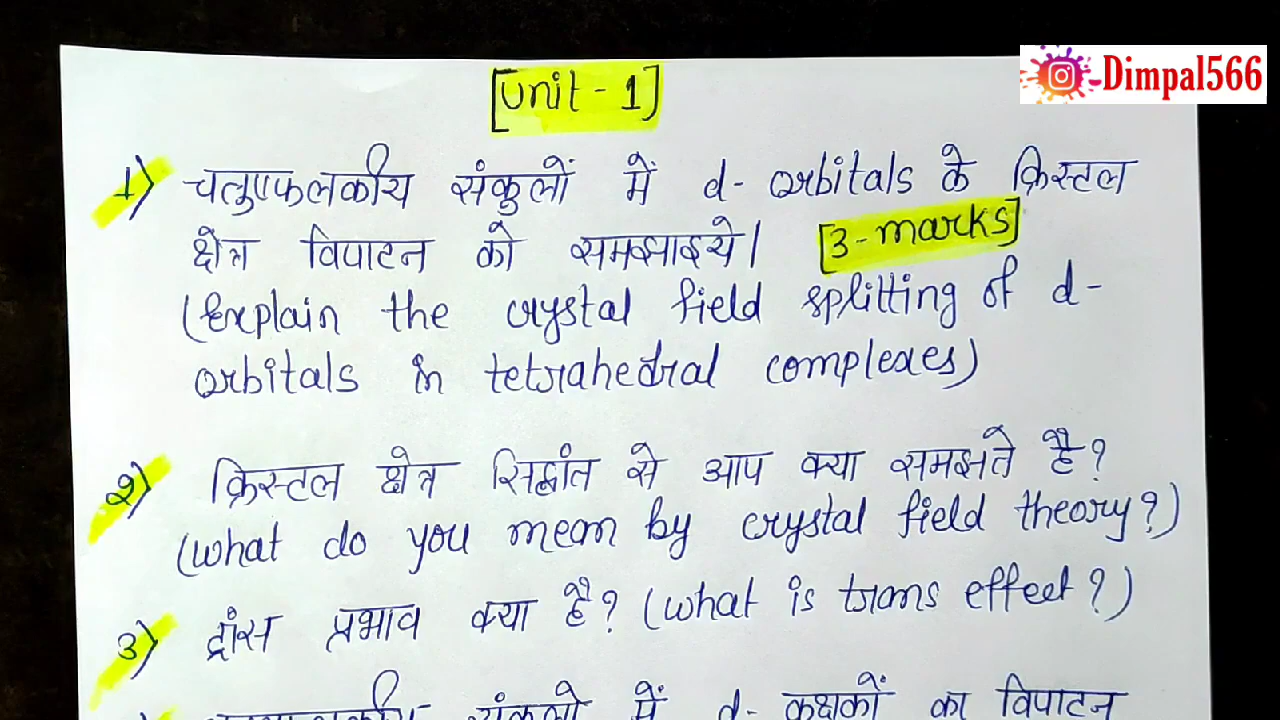 Dimpal566
[Unit - 1]
1) चतुष्फलकीय संकुलों में d- orbitals के क्रिस्टल
क्षेत्र विपाटन को समझाइये। [3-marks]
(Explain the crystal field splitting of d-
orbitals in tetrahedral complexes)
2) क्रिस्टल क्षेत्र सिद्धांत से आप क्या समझते है?
(what do you mean by crystal field theory?)
3) ट्रांस प्रभाव क्या है? (what is trans effect?)
संकुलो में d- कक्षकों का विपाटन